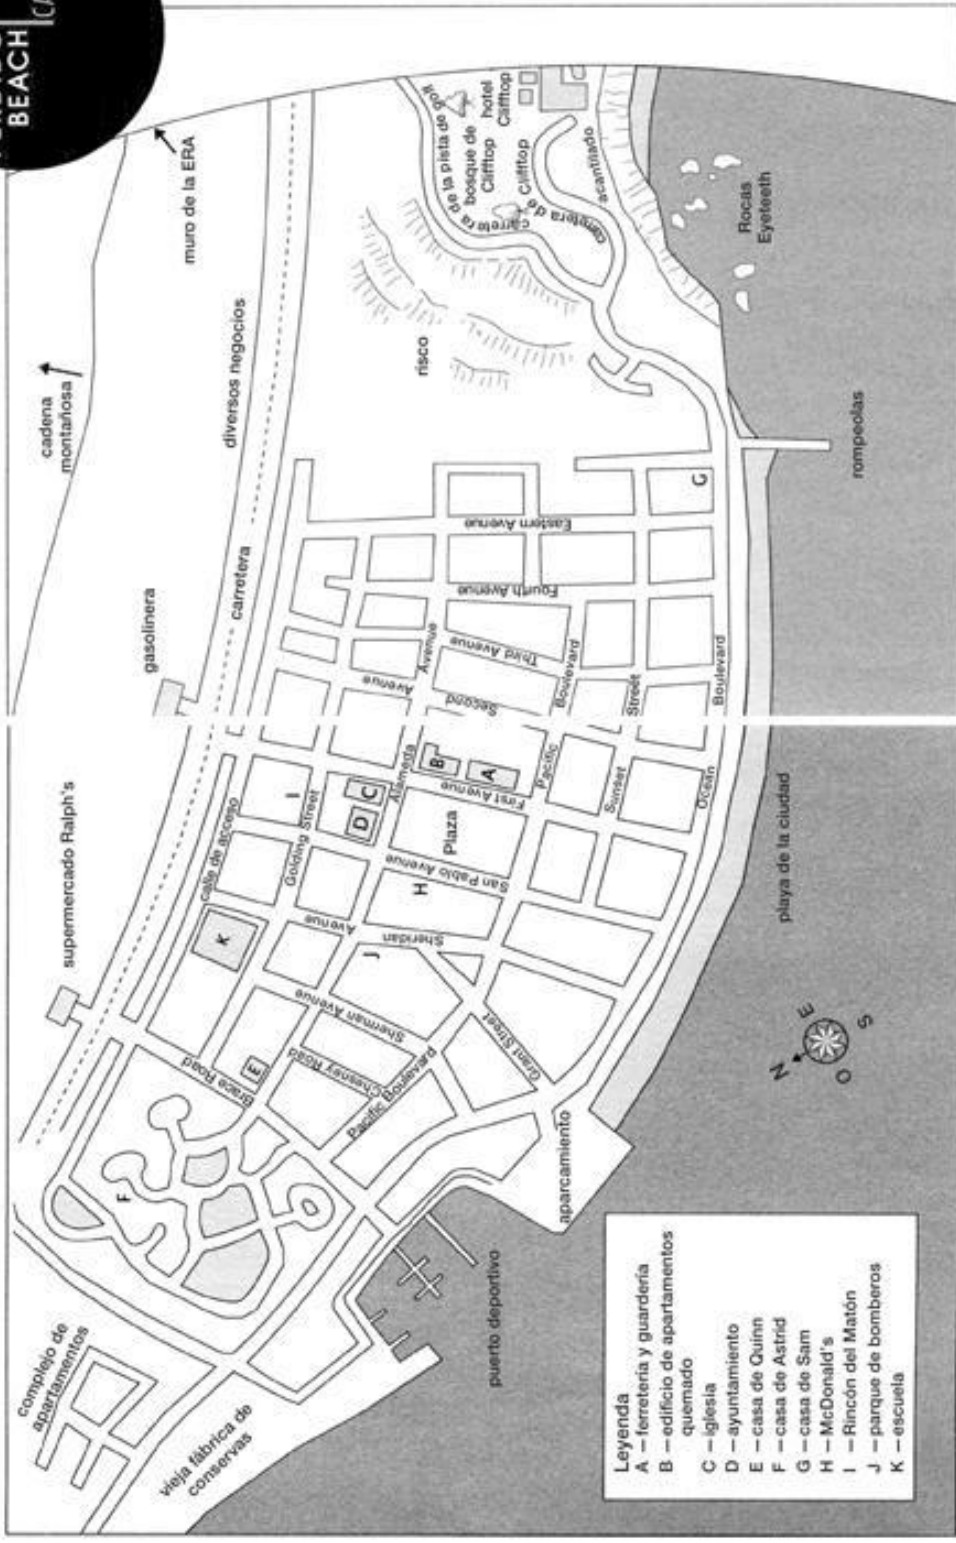 BEACH
cadena
montañosa
muro de la ERA
supermercado Ralph's
gasolinera
diversos negocios
carretera
calle de acceso
complejo de
apartamentos
vieja fábrica de
conservas
risco
carretera de la pista de golf
bosque de
Clifftop
hotel
Clifftop
carretera de
Clifftop
acantilado
Rocas
Eyeteeth
rompeolas
playa de la ciudad
puerto deportivo
aparcamiento
Golding Street
Alameda
Avenue
Pacific
Boulevard
Sunset
Street
Ocean
Boulevard
Brace Road
Chesney Road
Pacific Boulevard
Sherman Avenue
Sheridan
Avenue
San Pablo Avenue
First Avenue
Second
Avenue
Third Avenue
Fourth Avenue
Eastern Avenue
Grant Street
Plaza
A
B
C
D
E
F
G
H
I
J
K
N
E
S
O
Leyenda
A – ferretería y guardería
B – edificio de apartamentos
quemado
C – iglesia
D – ayuntamiento
E – casa de Quinn
F – casa de Astrid
G – casa de Sam
H – McDonald's
I – Rincón del Matón
J – parque de bomberos
K – escuela